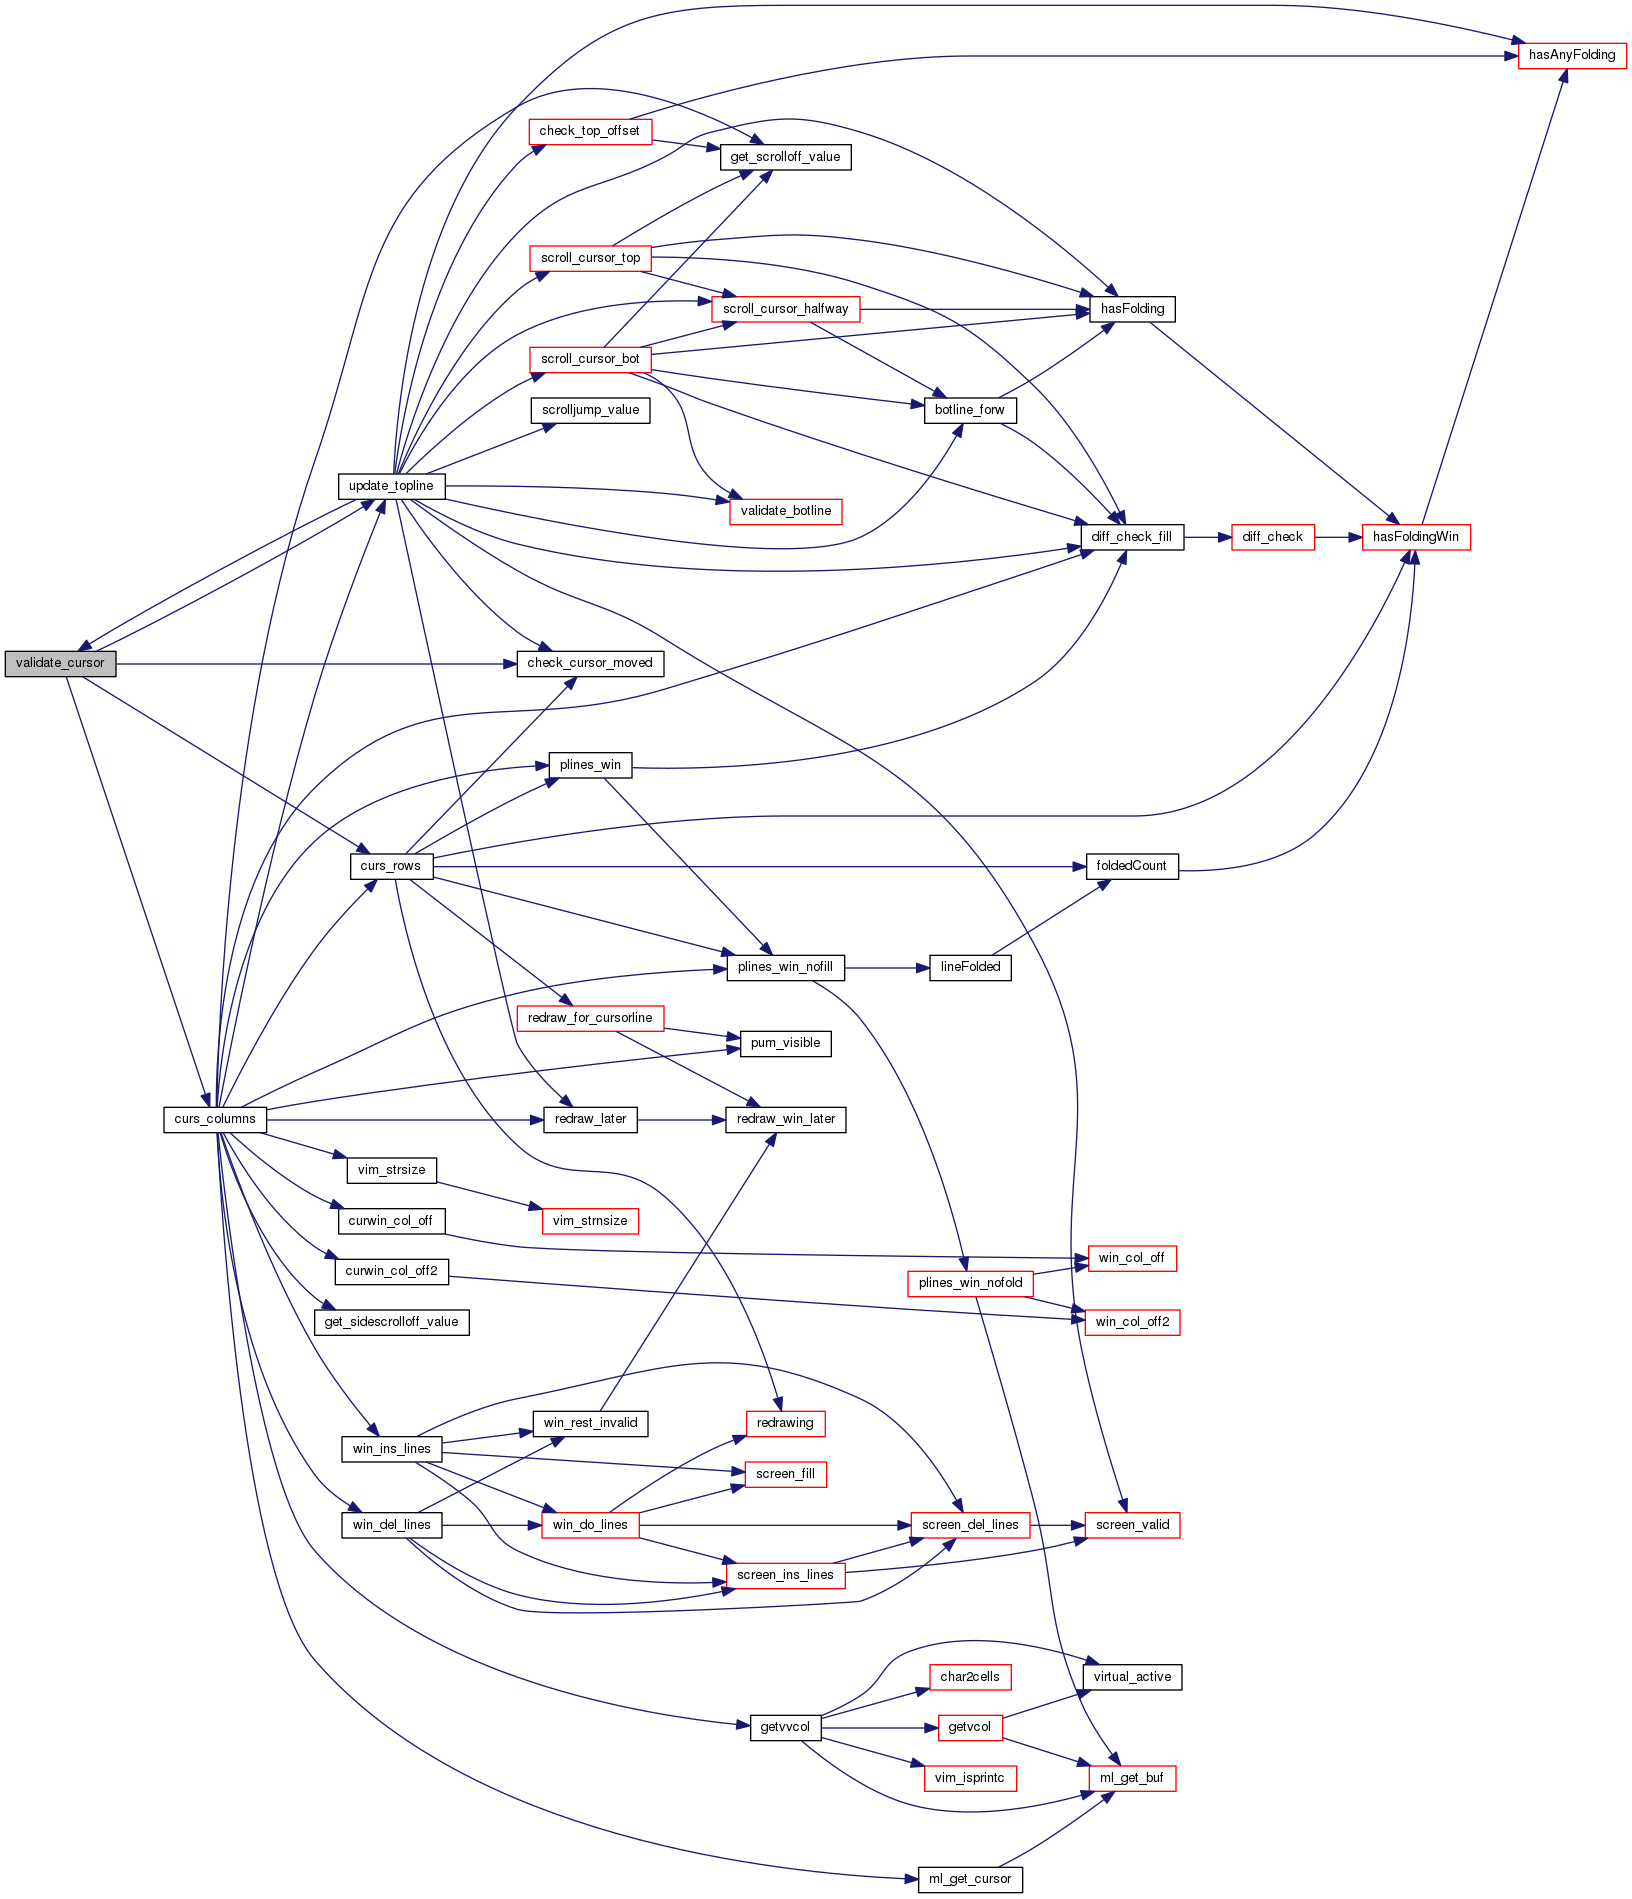 hasAnyFolding
check_top_offset
get_scrolloff_value
scroll_cursor_top
scroll_cursor_halfway
hasFolding
scroll_cursor_bot
scrolljump_value
botline_forw
update_topline
validate_botline
diff_check_fill
diff_check
hasFoldingWin
validate_cursor
check_cursor_moved
plines_win
curs_rows
foldedCount
plines_win_nofill
lineFolded
redraw_for_cursorline
pum_visible
curs_columns
redraw_later
redraw_win_later
vim_strsize
vim_strnsize
curwin_col_off
win_col_off
curwin_col_off2
plines_win_nofold
get_sidescrolloff_value
win_col_off2
win_rest_invalid
redrawing
win_ins_lines
screen_fill
win_del_lines
win_do_lines
screen_del_lines
screen_valid
screen_ins_lines
char2cells
virtual_active
getvvcol
getvcol
vim_isprintc
ml_get_buf
ml_get_cursor